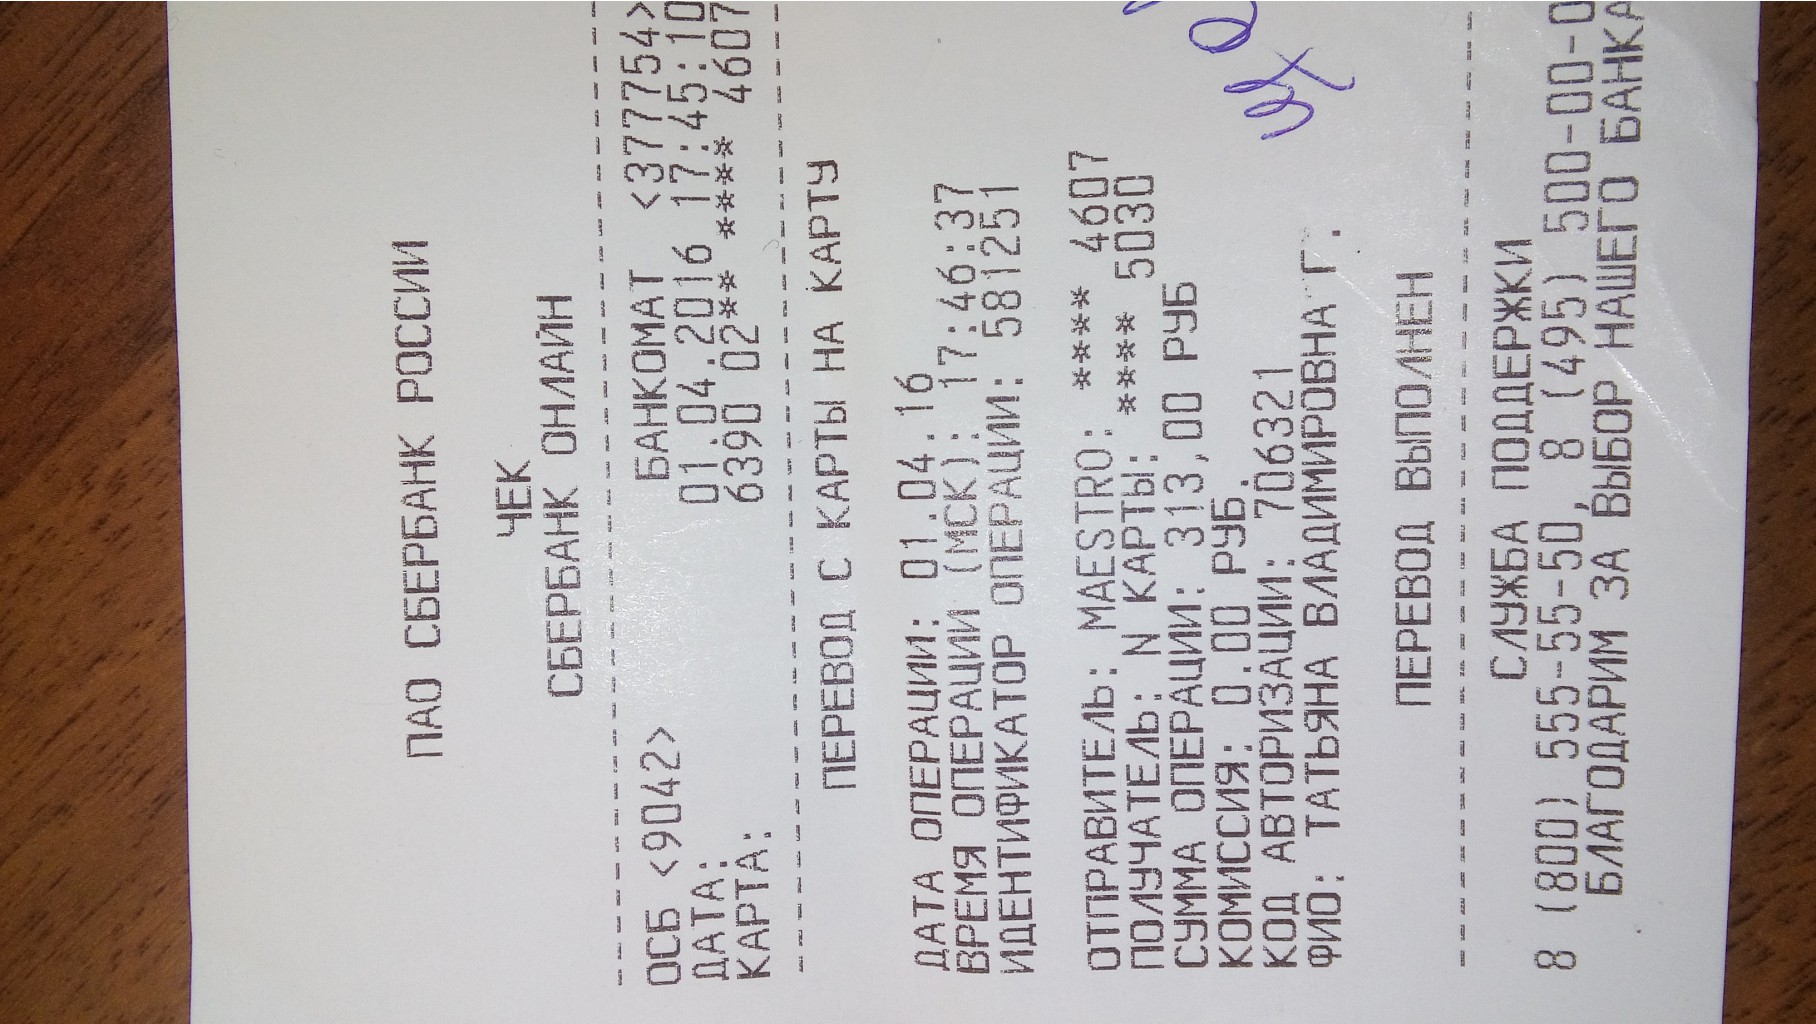 ПАО СБЕРБАНК РОССИИ
ЧЕК
СБЕРБАНК ОНЛАЙН
ОСБ <9042> БАНКОМАТ <377754>
ДАТА: 01.04.2016 17:45:10
КАРТА: 6390 02** **** 4607
ПЕРЕВОД С КАРТЫ НА КАРТУ
ДАТА ОПЕРАЦИИ: 01.04.16
ВРЕМЯ ОПЕРАЦИИ (МСК): 17:46:37
ИДЕНТИФИКАТОР ОПЕРАЦИИ: 581251
ОТПРАВИТЕЛЬ: MAESTRO: **** 4607
ПОЛУЧАТЕЛЬ: N КАРТЫ: **** 5030
СУММА ОПЕРАЦИИ: 313,00 РУБ
КОМИССИЯ: 0.00 РУБ.
КОД АВТОРИЗАЦИИ: 706321
ФИО: ТАТЬЯНА ВЛАДИМИРОВНА Г.
ПЕРЕВОД ВЫПОЛНЕН
СЛУЖБА ПОДДЕРЖКИ
8 (800) 555-55-50, 8 (495) 500-00-0
БЛАГОДАРИМ ЗА ВЫБОР НАШЕГО БАНКА